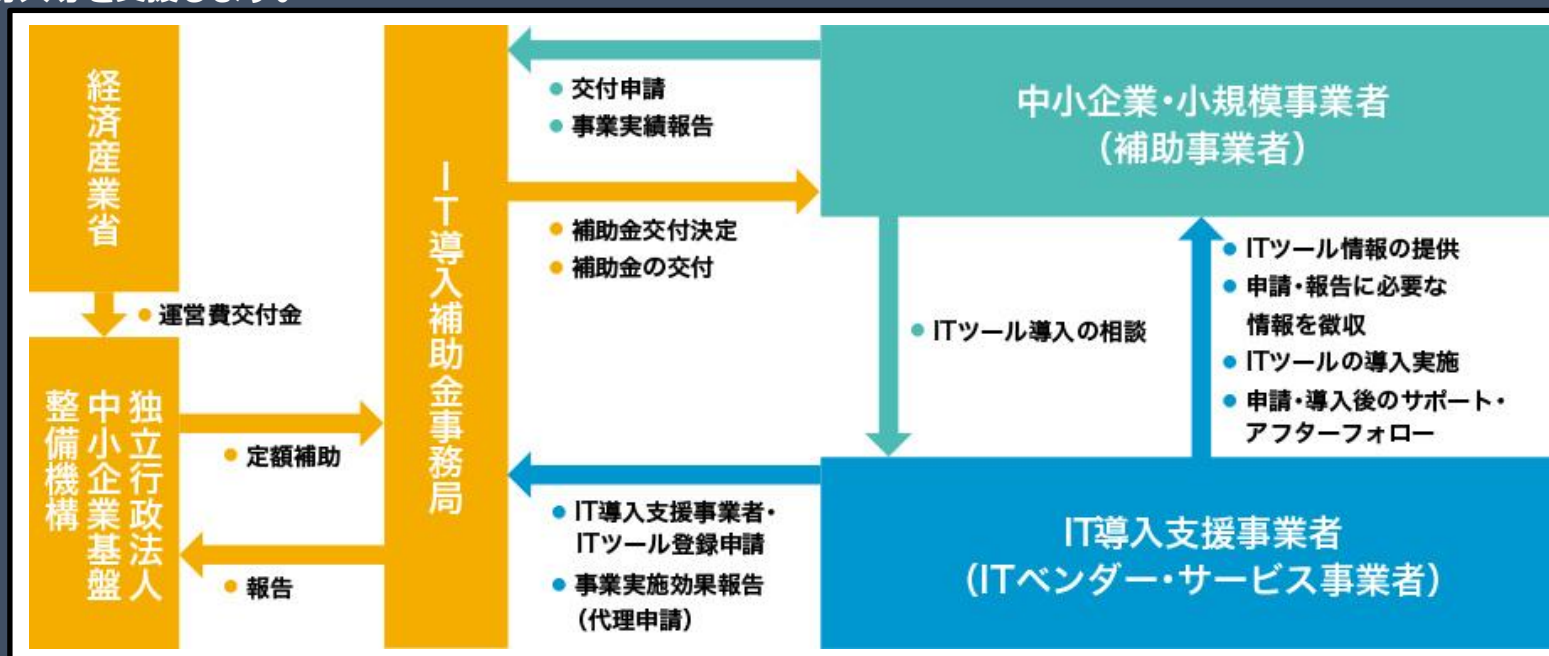 経済産業省
運営費交付金
独立行政法人
中小企業基盤
整備機構
定額補助
報告
IT導入補助金事務局
交付申請
事業実績報告
補助金交付決定
補助金の交付
中小企業・小規模事業者
(補助事業者)
ITツール導入の相談
ITツール情報の提供
申請・報告に必要な
情報を徴収
ITツールの導入実施
申請・導入後のサポート・
アフターフォロー
IT導入支援事業者・
ITツール登録申請
事業実施効果報告
(代理申請)
IT導入支援事業者
(ITベンダー・サービス事業者)